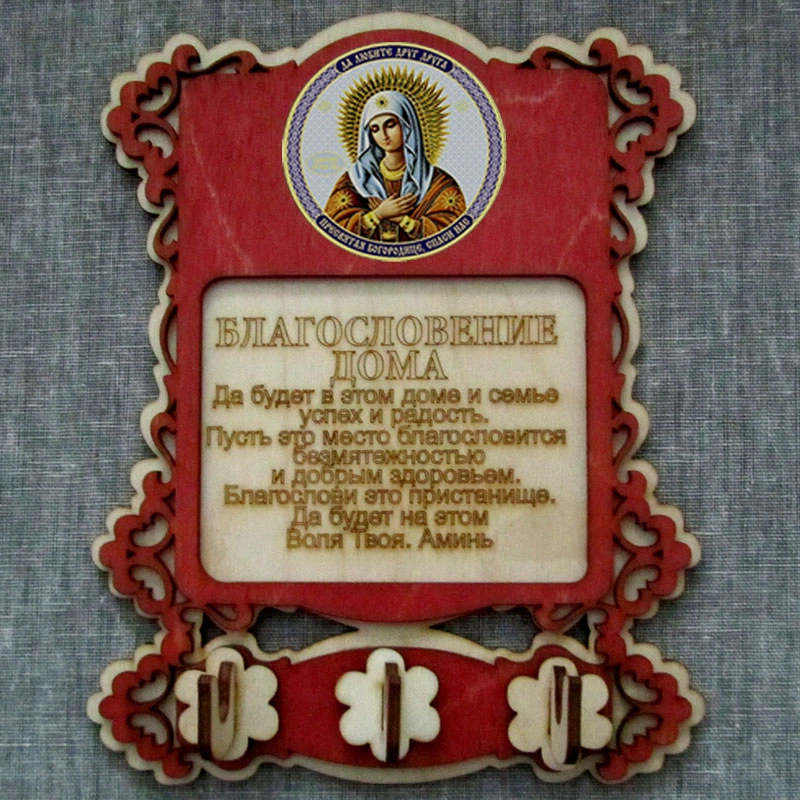 ДА ЛЮБИТЕ ДРУГ ДРУГА
ПРЕСВЯТАЯ БОГОРОДИЦЕ, СПАСИ НАС
БЛАГОСЛОВЕНИЕ
ДОМА
Да будет в этом доме и семье
успех и радость.
Пусть это место благословится
безмятежностью
и добрым здоровьем.
Благослови это пристанище.
Да будет на этом
Воля Твоя. Аминь